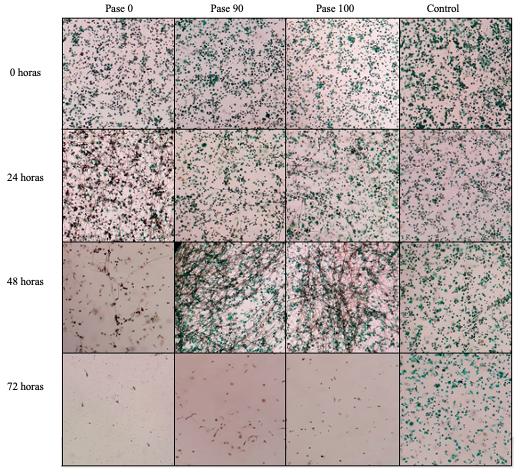 Pase 0 Pase 90 Pase 100 Control
0 horas
24 horas
48 horas
72 horas